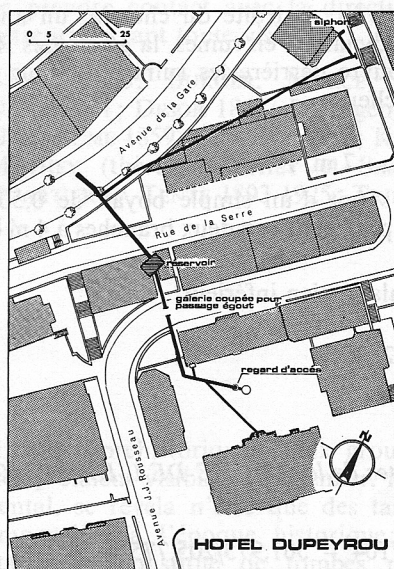 siphon
0 5 25
Avenue de la Gare
Rue de la Serre
reservoir
galerie coupée pour
passage égout
regard d'accès
Avenue J.J. Rousseau
N
HOTEL DUPEYROU